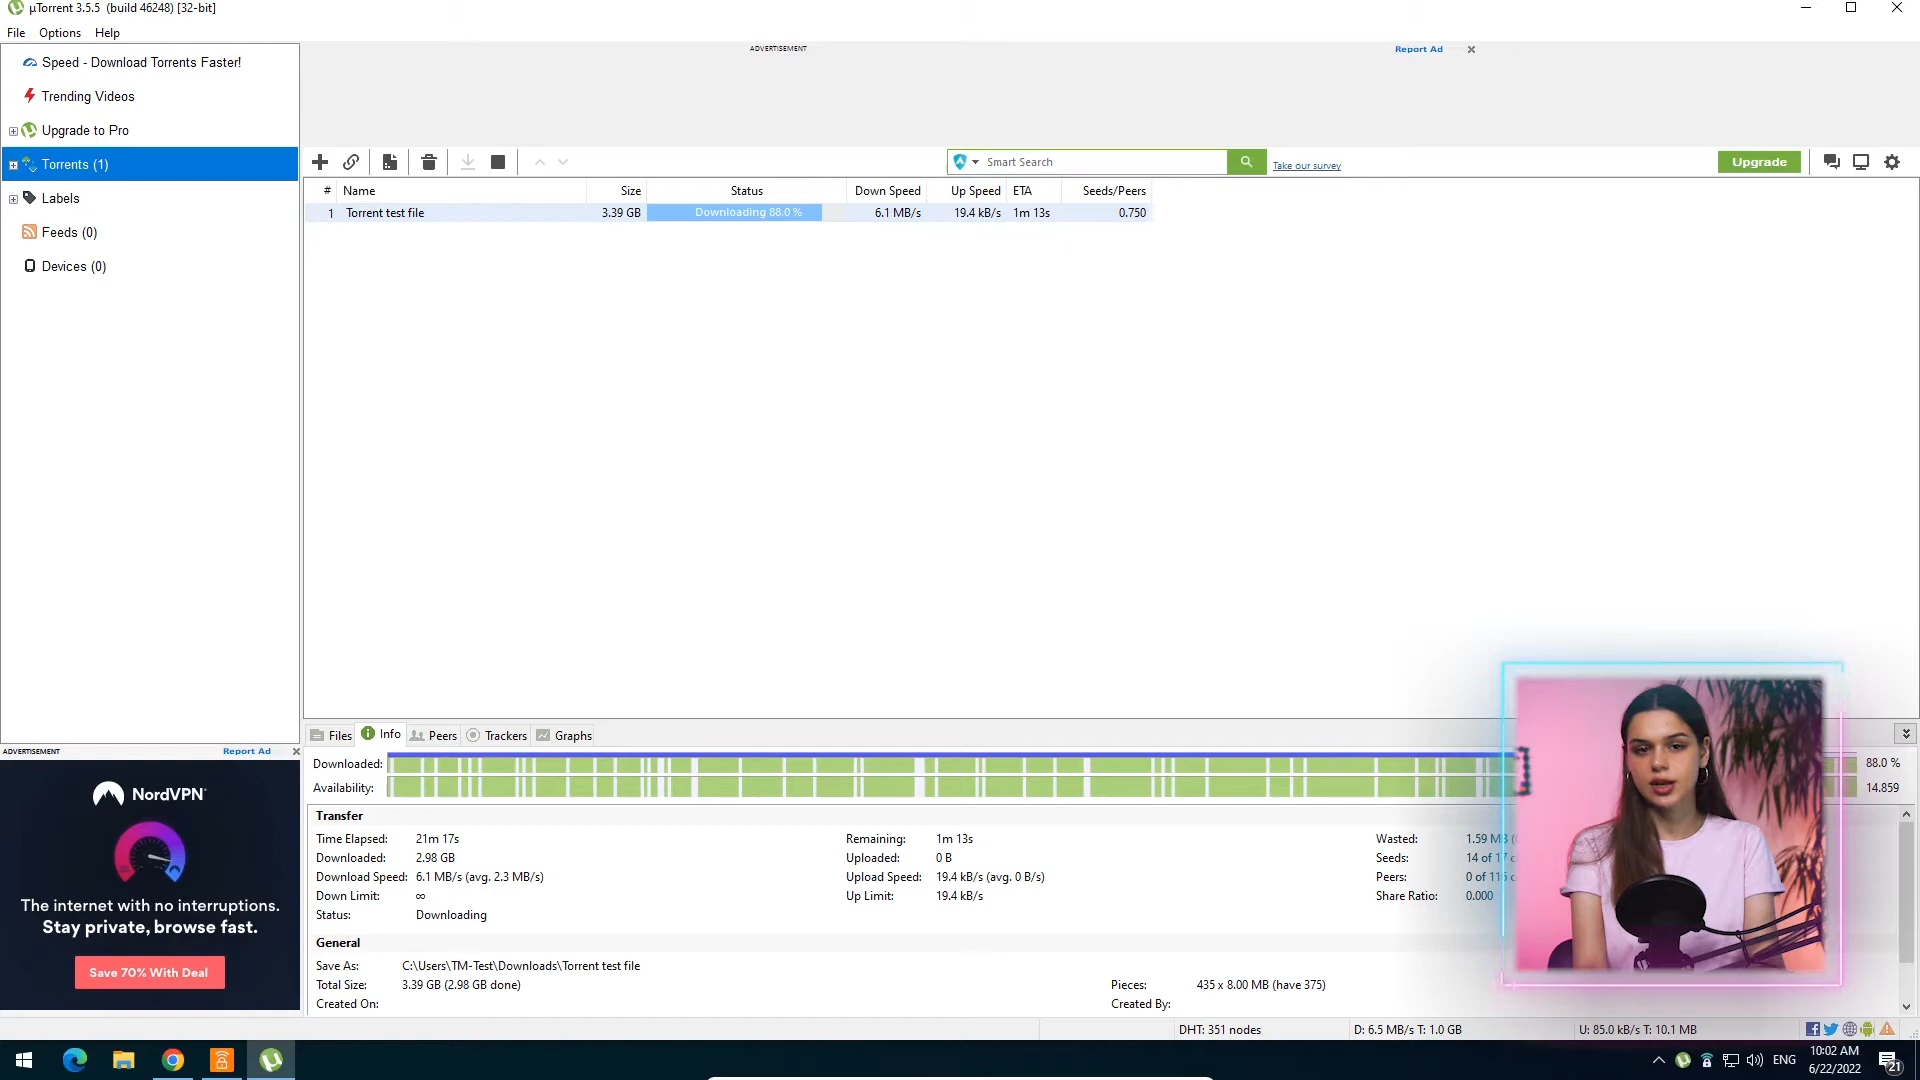 µTorrent 3.5.5 (build 46248) [32-bit]
File Options Help
Speed - Download Torrents Faster!
Trending Videos
Upgrade to Pro
Torrents (1)
Labels
Feeds (0)
Devices (0)
ADVERTISEMENT Report Ad
Smart Search
Take our survey
Upgrade
# Name Size Status Down Speed Up Speed ETA Seeds/Peers
1 Torrent test file 3.39 GB Downloading 88.0 % 6.1 MB/s 19.4 kB/s 1m 13s 0.750
ADVERTISEMENT Report Ad
NordVPN
The internet with no interruptions.
Stay private, browse fast.
Save 70% With Deal
Files Info Peers Trackers Graphs
Downloaded: 88.0 %
Availability: 14.859
Transfer
Time Elapsed: 21m 17s Remaining: 1m 13s Wasted: 1.59 MB
Downloaded: 2.98 GB Uploaded: 0 B Seeds: 14 of 17
Download Speed: 6.1 MB/s (avg. 2.3 MB/s) Upload Speed: 19.4 kB/s (avg. 0 B/s) Peers: 0 of
Down Limit: ∞ Up Limit: 19.4 kB/s Share Ratio: 0.000
Status: Downloading
General
Save As: C:\Users\TM-Test\Downloads\Torrent test file
Total Size: 3.39 GB (2.98 GB done) Pieces: 435 x 8.00 MB (have 375)
Created On: Created By:
DHT: 351 nodes D: 6.5 MB/s T: 1.0 GB U: 85.0 kB/s T: 10.1 MB
ENG 10:02 AM
6/22/2022
21